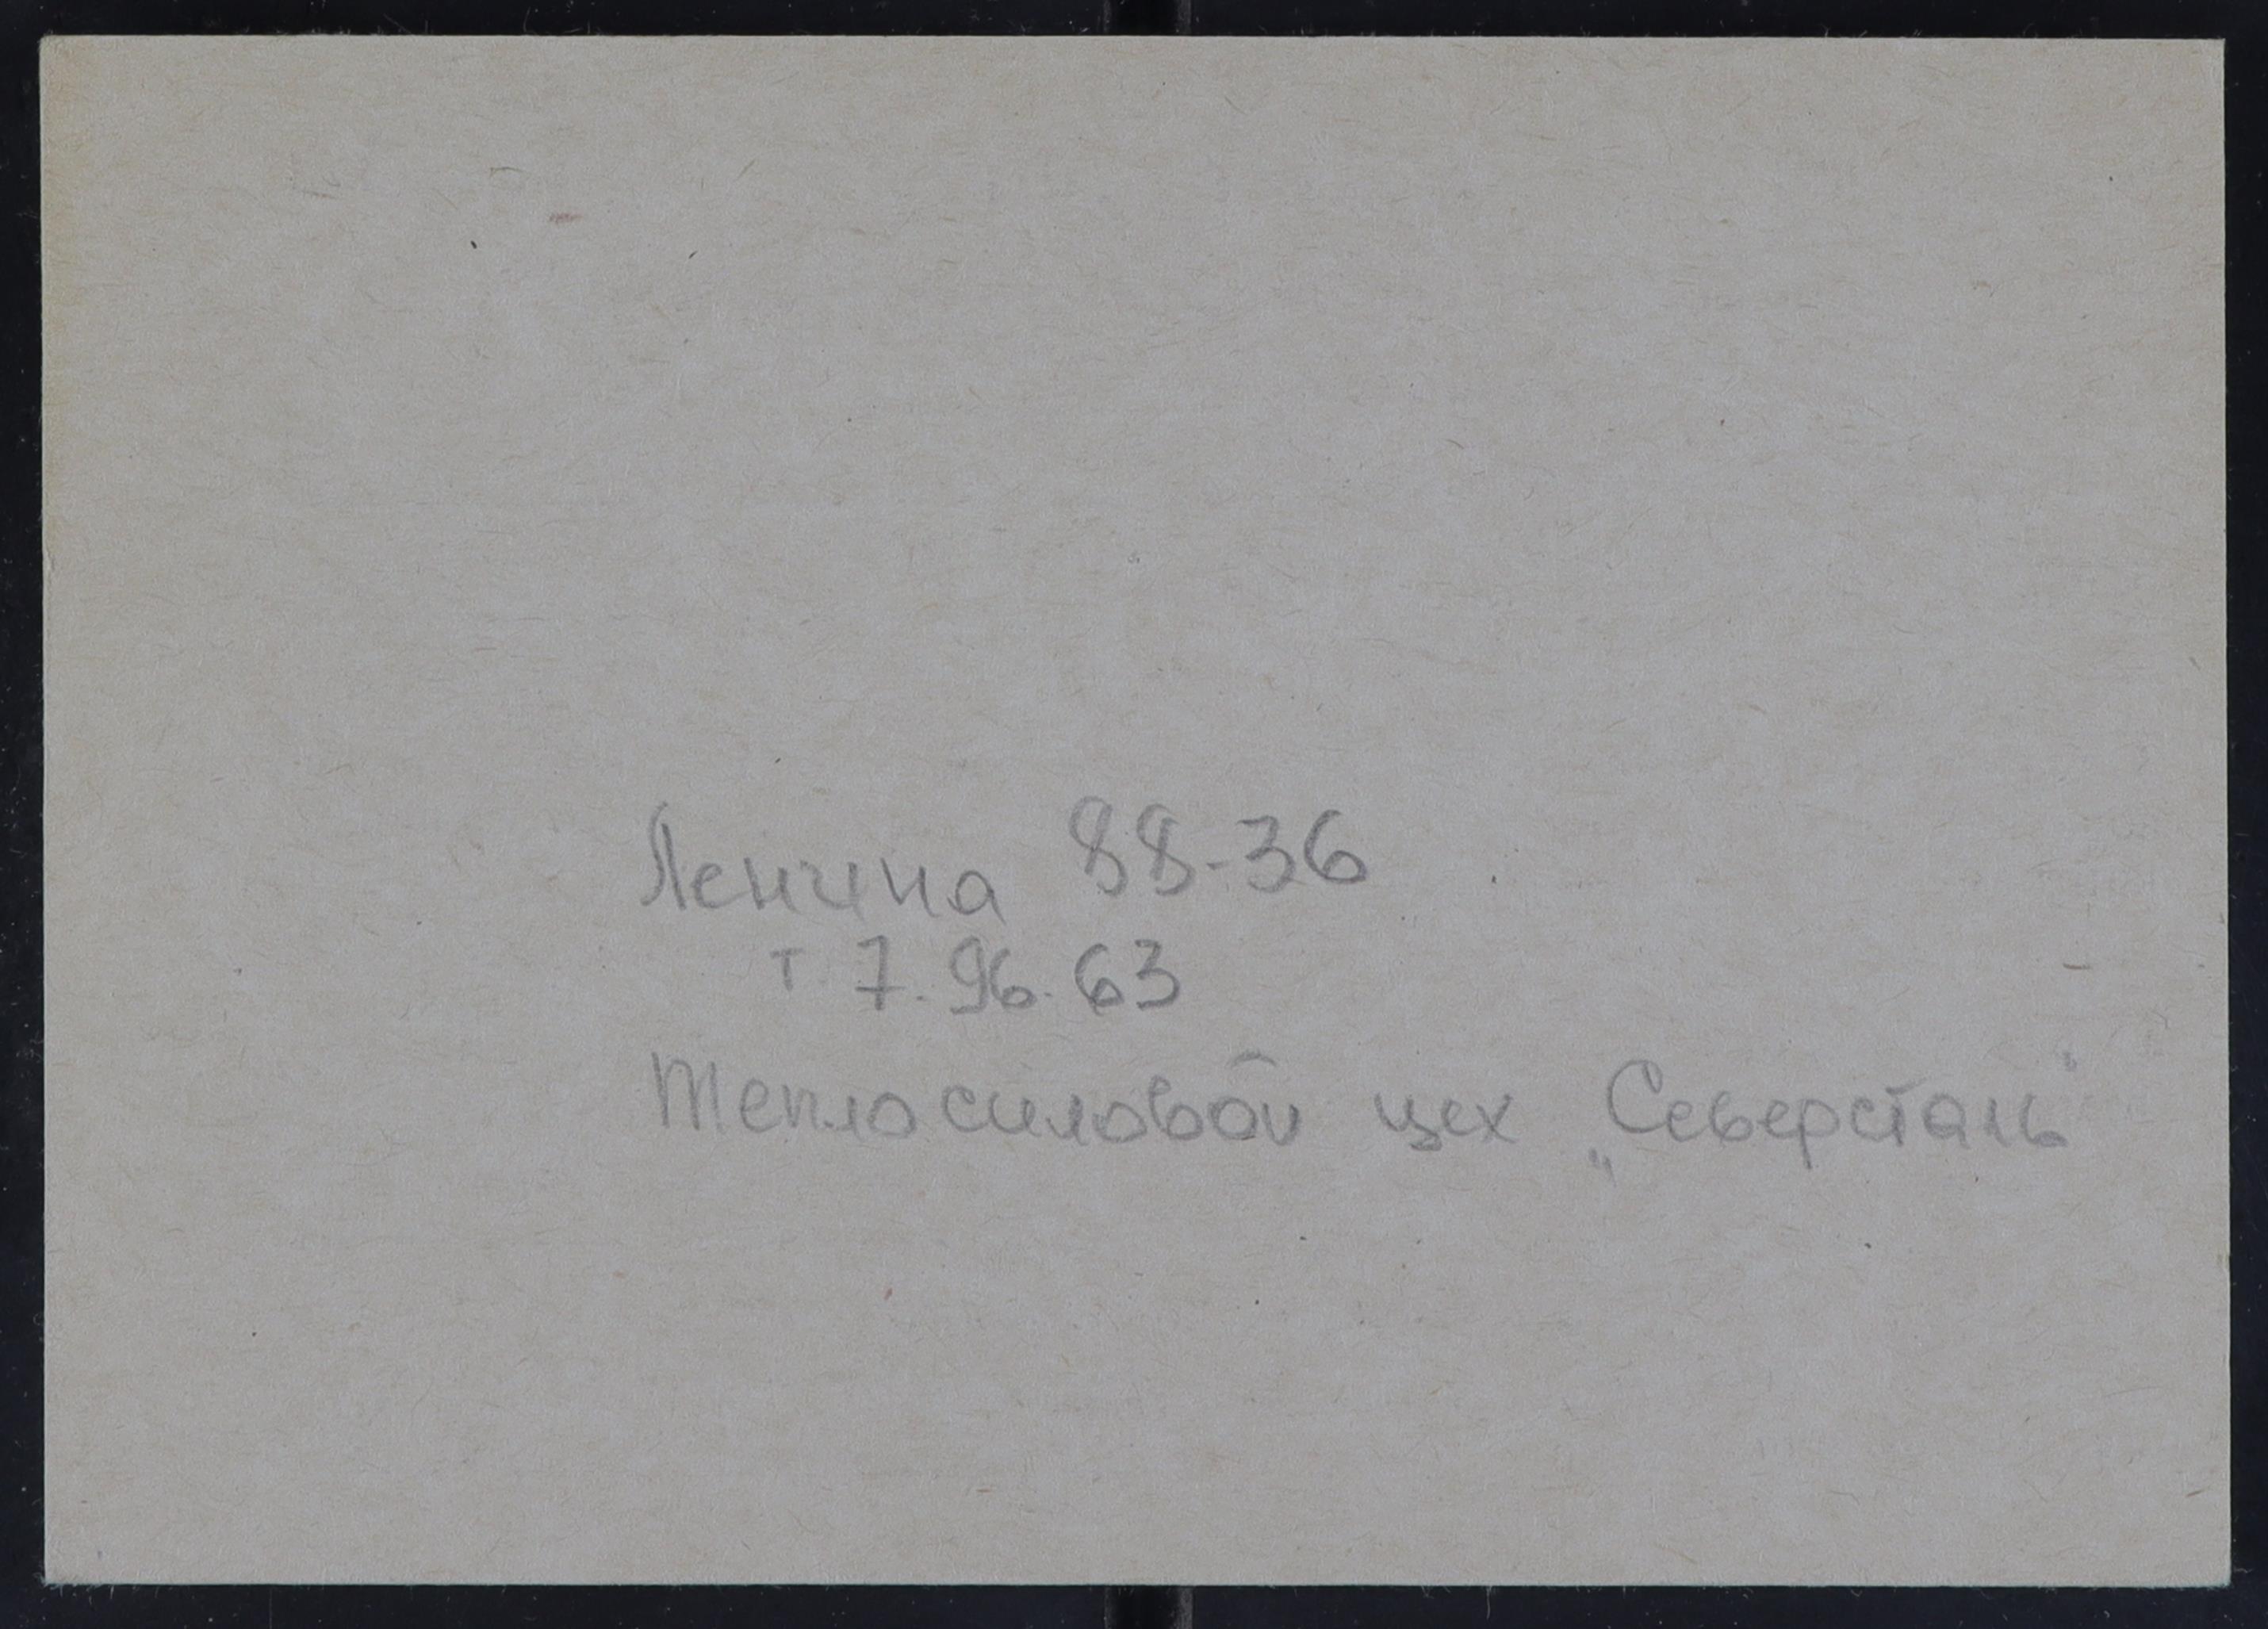 Ленина 88-36
т. 7.96.63
Теплосиловой цех „Северсталь"